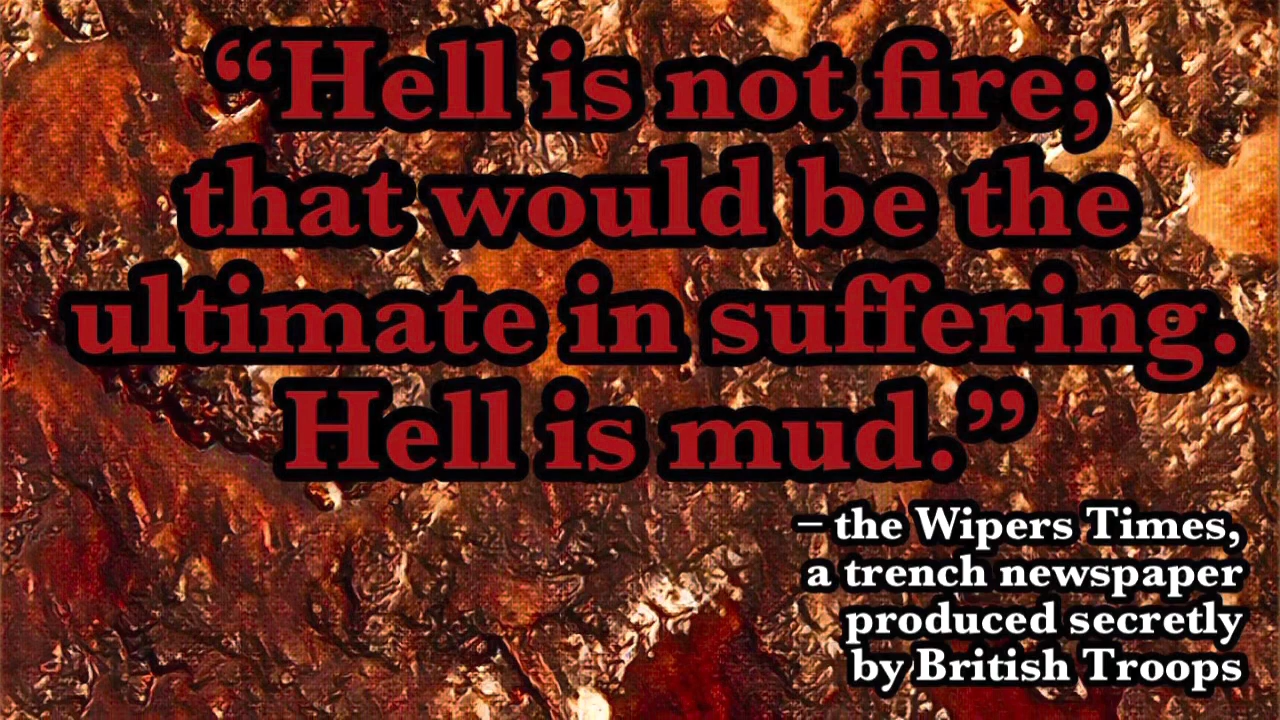 “Hell is not fire;
that would be the
ultimate in suffering.
Hell is mud.”
– the Wipers Times,
a trench newspaper
produced secretly
by British Troops